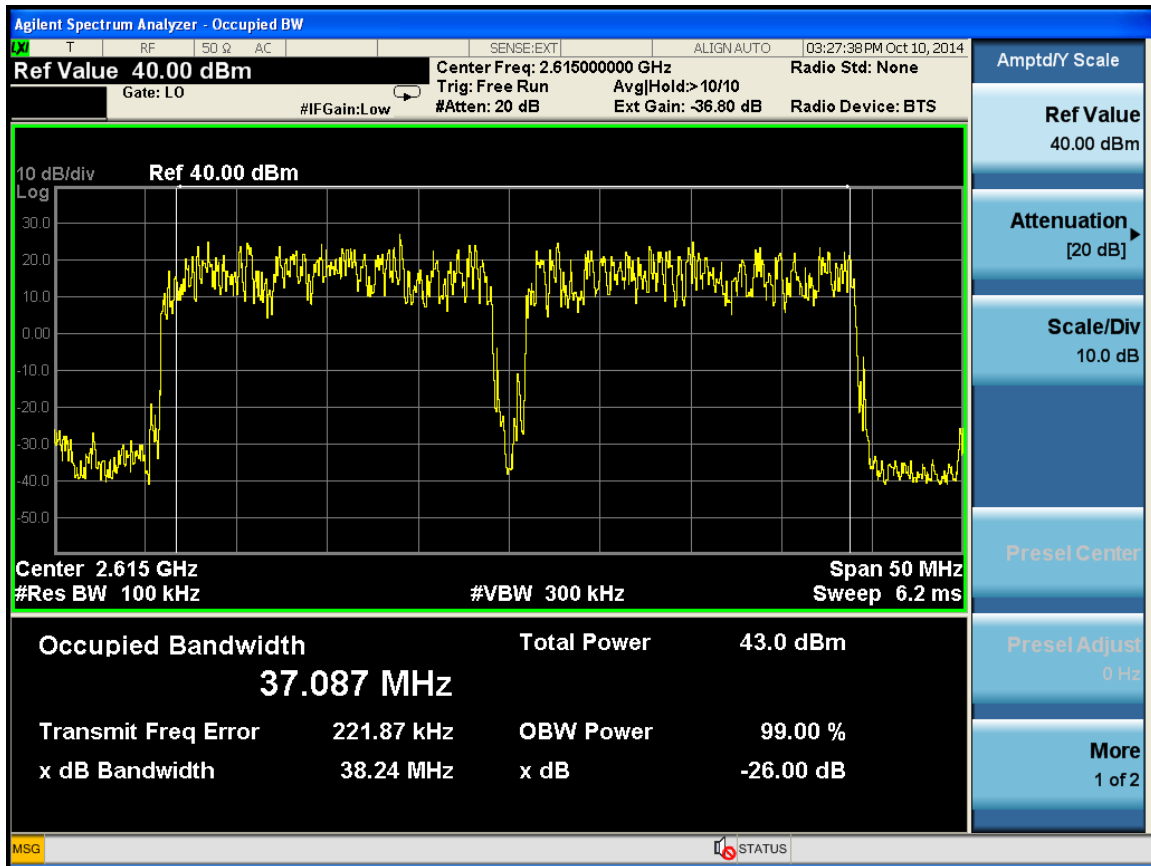 Agilent Spectrum Analyzer - Occupied BW
LXI T RF 50 Ω AC SENSE:EXT ALIGN AUTO 03:27:38 PM Oct 10, 2014
Ref Value 40.00 dBm
Center Freq: 2.615000000 GHz Radio Std: None
Gate: LO Trig: Free Run Avg|Hold:> 10/10
#IFGain:Low #Atten: 20 dB Ext Gain: -36.80 dB Radio Device: BTS
10 dB/div Ref 40.00 dBm
Log
30.0
20.0
10.0
0.00
-10.0
-20.0
-30.0
-40.0
-50.0
Center 2.615 GHz Span 50 MHz
#Res BW 100 kHz #VBW 300 kHz Sweep 6.2 ms
Occupied Bandwidth Total Power 43.0 dBm
37.087 MHz
Transmit Freq Error 221.87 kHz OBW Power 99.00 %
x dB Bandwidth 38.24 MHz x dB -26.00 dB
Amptd/Y Scale
Ref Value
40.00 dBm
Attenuation
[20 dB]
Scale/Div
10.0 dB
Presel Center
Presel Adjust
0 Hz
More
1 of 2
MSG STATUS